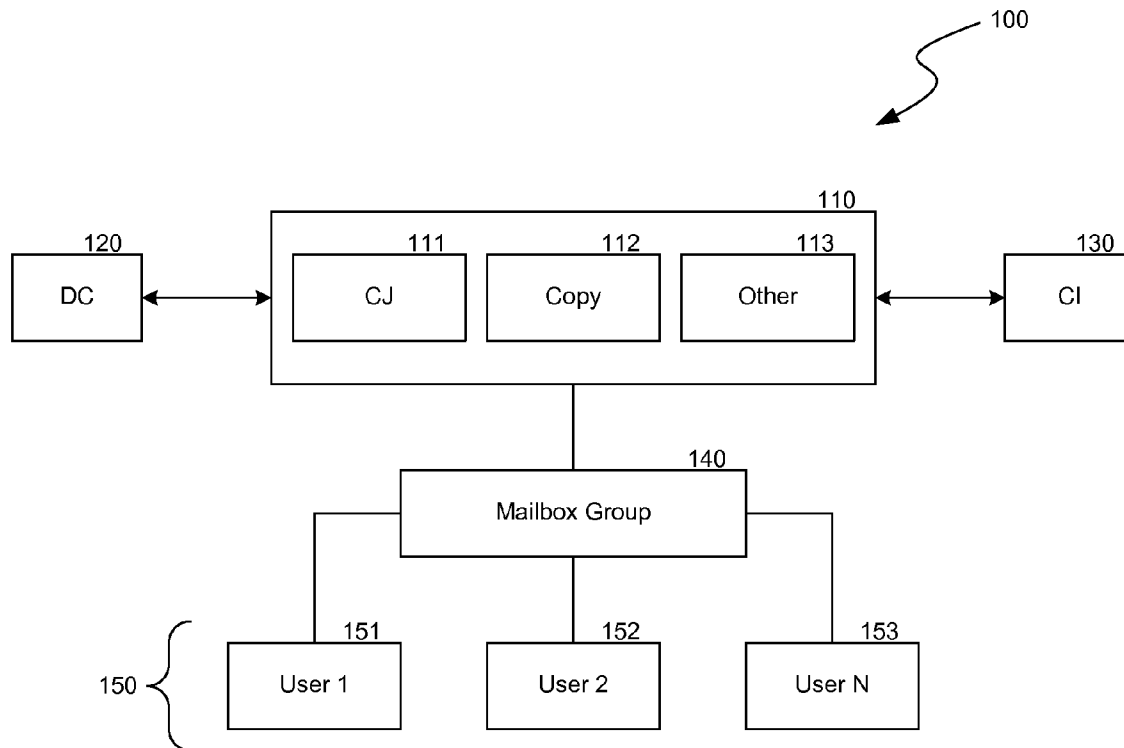 100
110
120
111
112
113
130
DC
CJ
Copy
Other
CI
140
Mailbox Group
151
152
153
150
User 1
User 2
User N